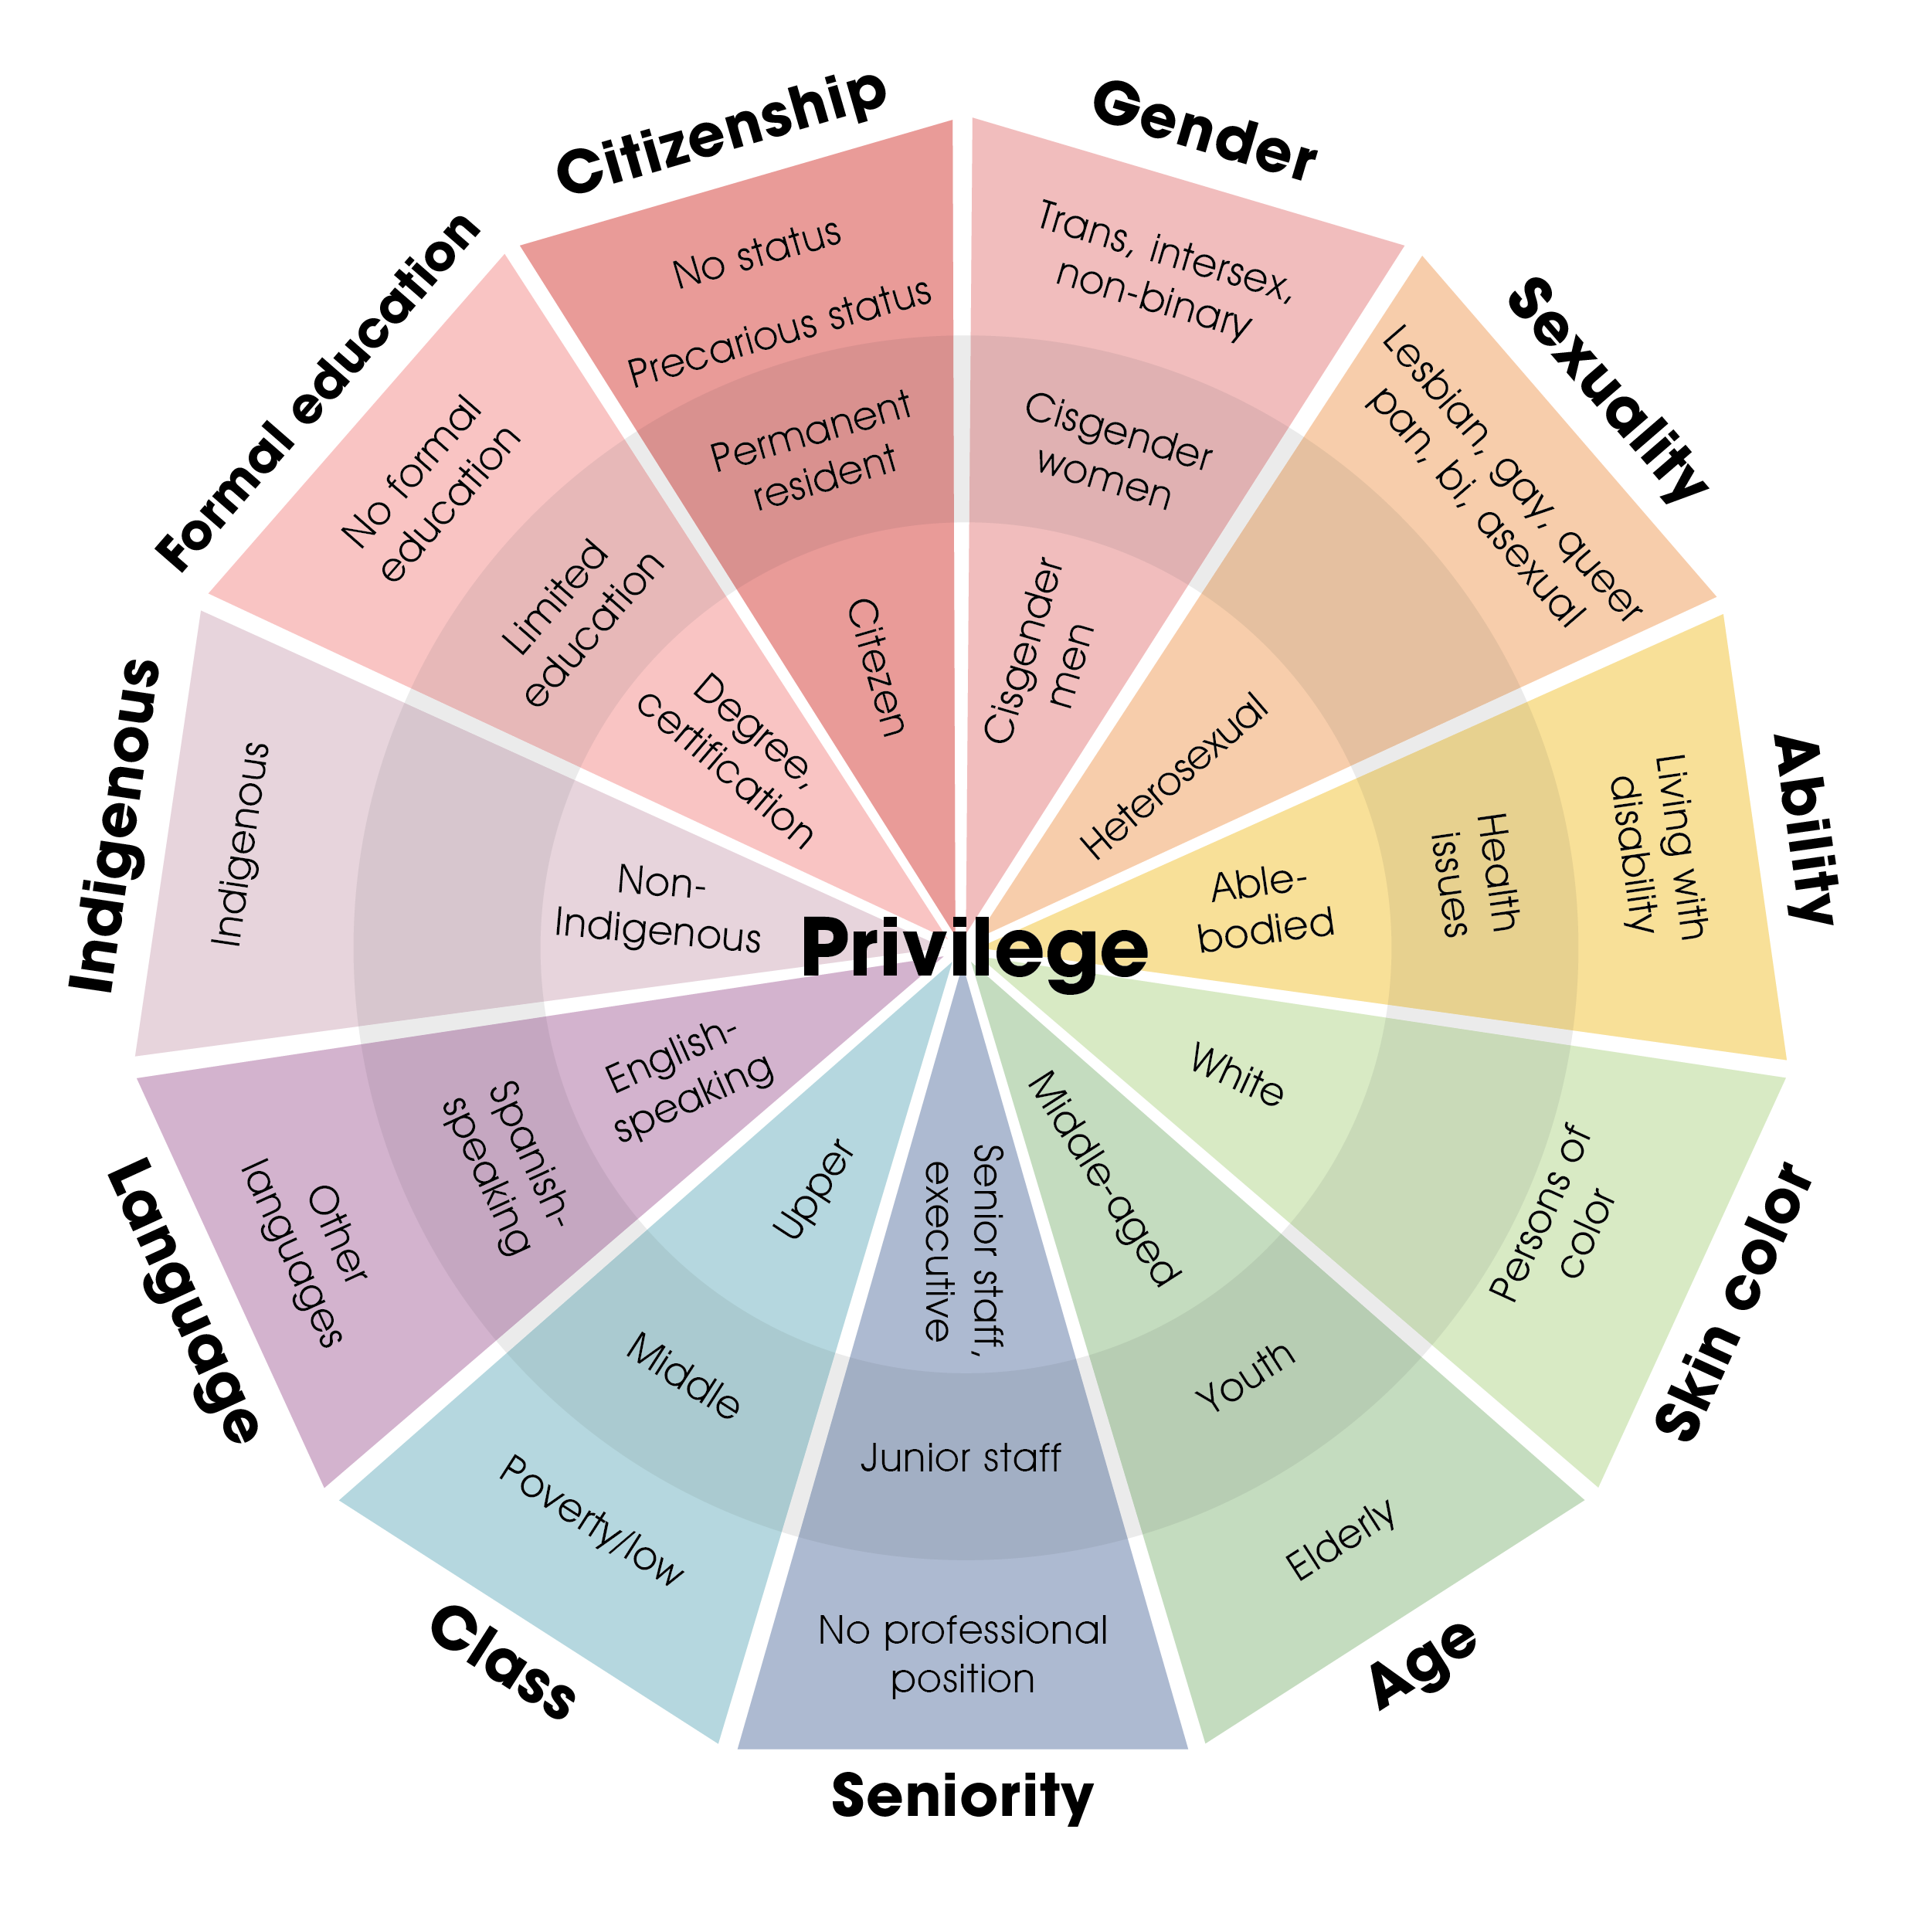 Citizenship
No status
Precarious status
Permanent
resident
Citezen
Gender
Trans, intersex,
non-binary
Cisgender
women
Cisgender
men
Sexuality
Lesbian, gay, queer
pan, bi, asexual
Heterosexual
Ability
Living with
disability
Health
issues
Able-
bodied
Skin color
Persons of
color
White
Age
Elderly
Youth
Middle-aged
Seniority
No professional
position
Junior staff
Senior staff,
executive
Class
Poverty/low
Middle
Upper
Language
Other
languages
Spanish-
speaking
English-
speaking
Indigenous
Indigenous
Non-
Indigenous
Formal education
No formal
education
Limited
education
Degree,
certification
Privilege